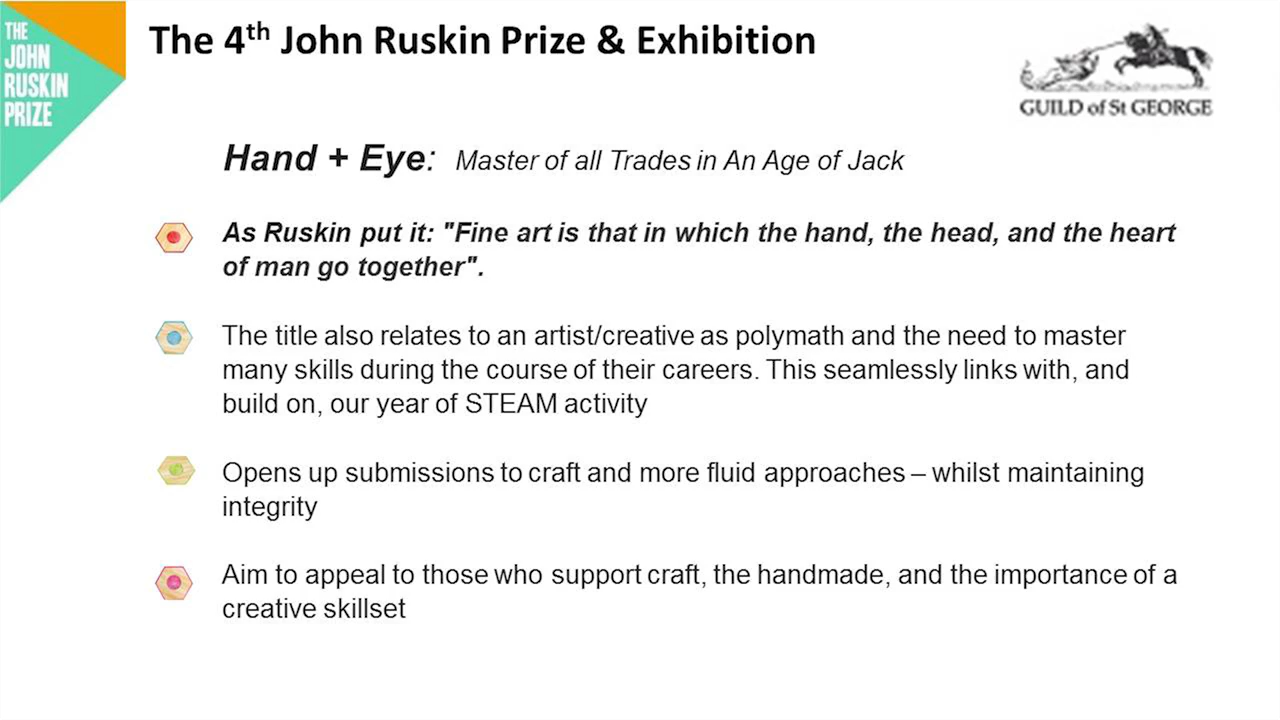 THE
JOHN
RUSKIN
PRIZE
The 4th John Ruskin Prize & Exhibition
GUILD of St GEORGE
Hand + Eye: Master of all Trades in An Age of Jack
As Ruskin put it: "Fine art is that in which the hand, the head, and the heart
of man go together".
The title also relates to an artist/creative as polymath and the need to master
many skills during the course of their careers. This seamlessly links with, and
build on, our year of STEAM activity
Opens up submissions to craft and more fluid approaches – whilst maintaining
integrity
Aim to appeal to those who support craft, the handmade, and the importance of a
creative skillset